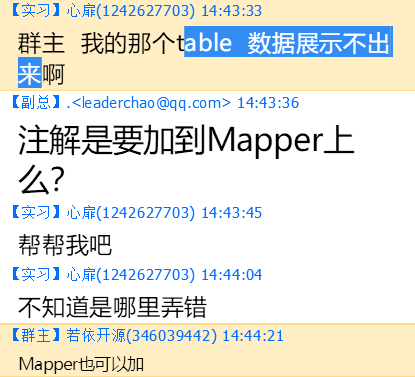 【实习】心扉(1242627703) 14:43:33
群主  我的那个table  数据展示不出
来啊
【副总】.<leaderchao@qq.com> 14:43:36
注解是要加到Mapper上
么?
【实习】心扉(1242627703) 14:43:45
帮帮我吧
【实习】心扉(1242627703) 14:44:04
不知道是哪里弄错
【群主】若依开源(346039442) 14:44:21
Mapper也可以加